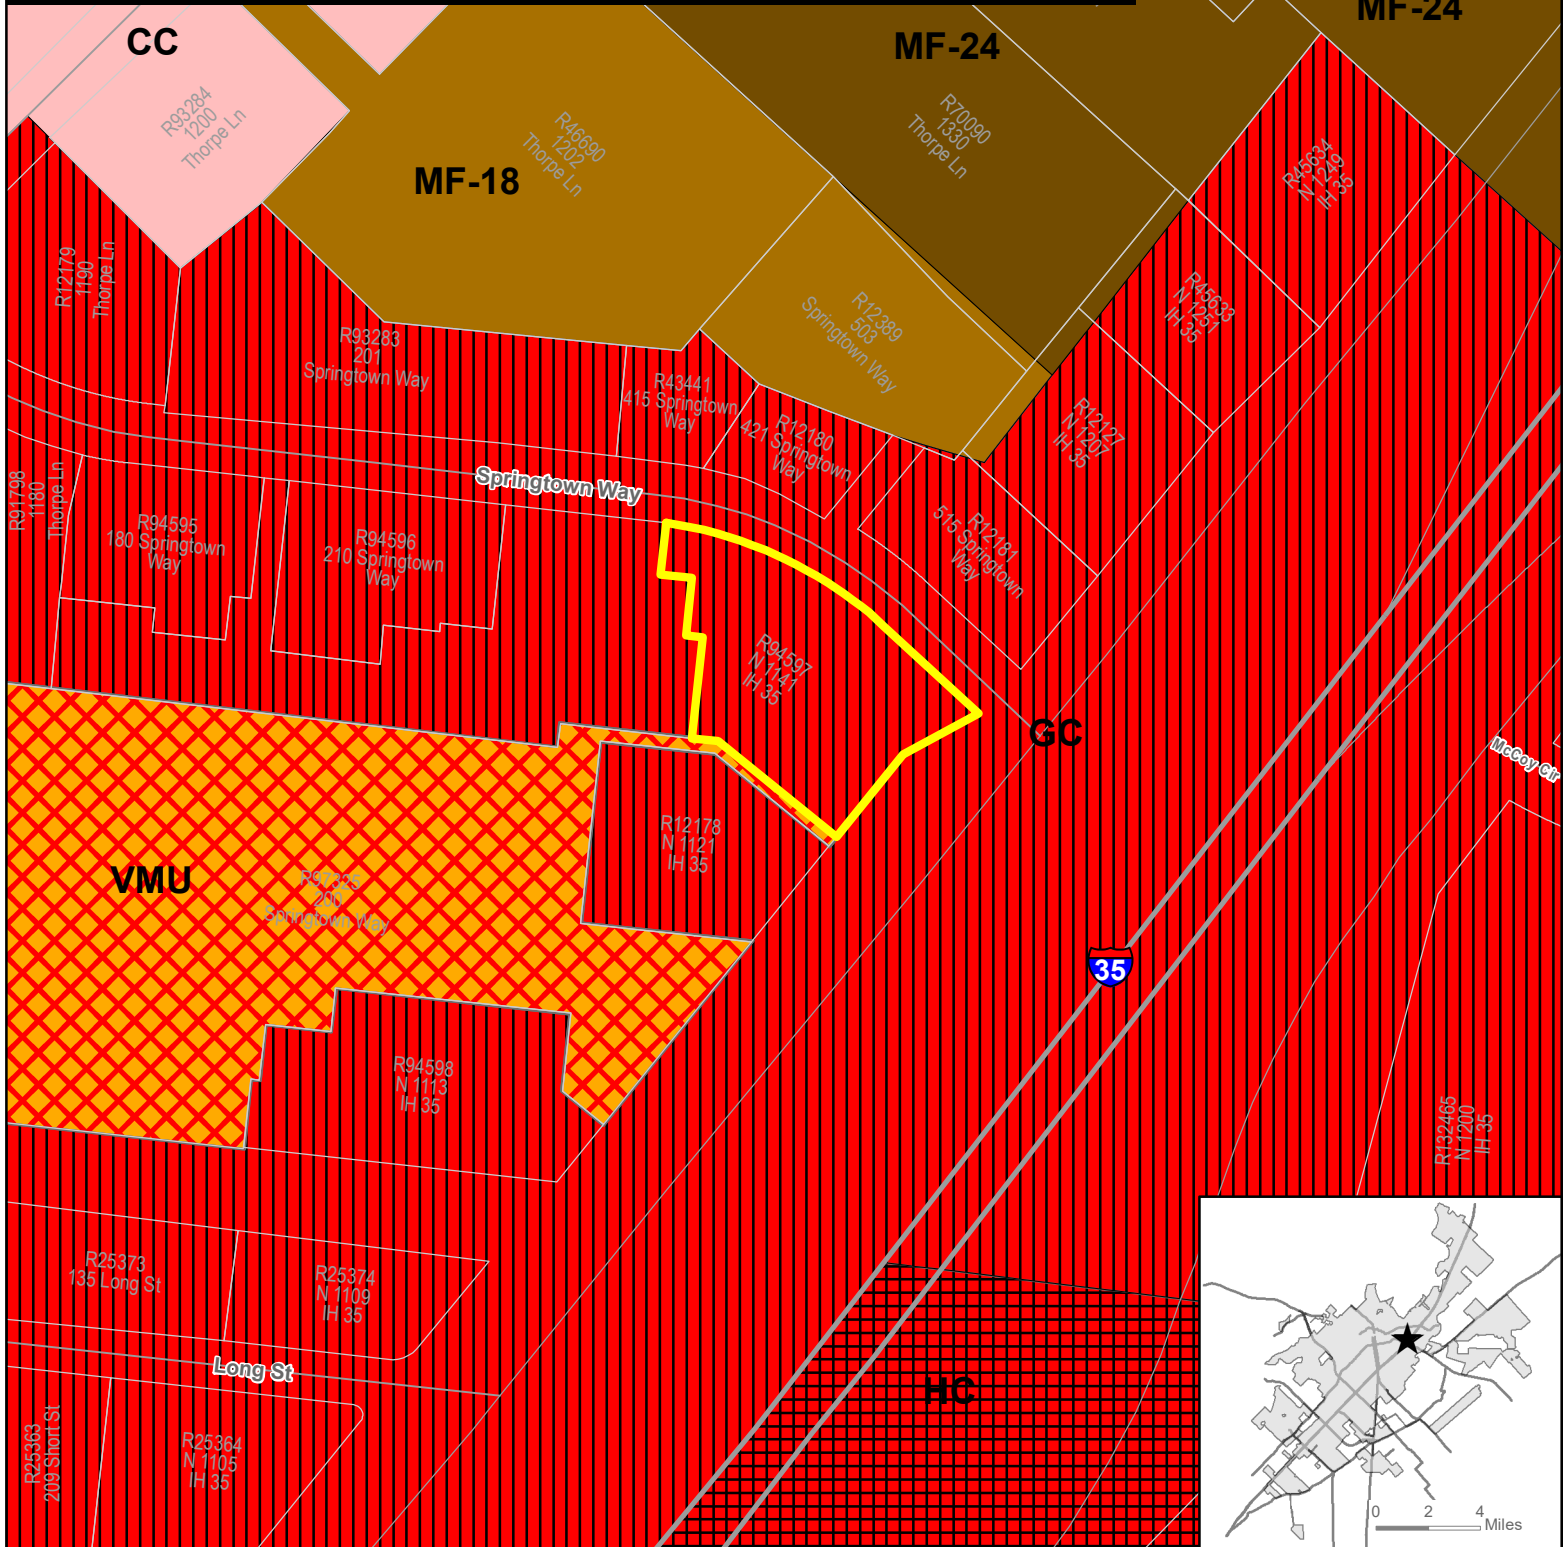 MF-24
CC
MF-24
R93284
1200
Thorpe Ln
R46690
1202
Thorpe Ln
R70090
1330
Thorpe Ln
MF-18
R45634
N 1249
IH 35
R12179
1190
Thorpe Ln
R45633
N 1251
IH 35
R12389
503
Springtown Way
R93283
201
Springtown Way
R43441
415 Springtown
Way
R12180
421 Springtown
Way
R12127
N 1207
IH 35
Springtown Way
R91798
1180
Thorpe Ln
R94595
180 Springtown
Way
R94596
210 Springtown
Way
R12181
515 Springtown
Way
R94597
N 1141
IH 35
GC
McCoy Cir
R12178
N 1121
IH 35
VMU
R97325
200
Springtown Way
35
R94598
N 1113
IH 35
R132465
N 1200
IH 35
R25373
135 Long St
R25374
N 1109
IH 35
Long St
HC
R25363
209 Short St
R25364
N 1105
IH 35
0 2 4
Miles